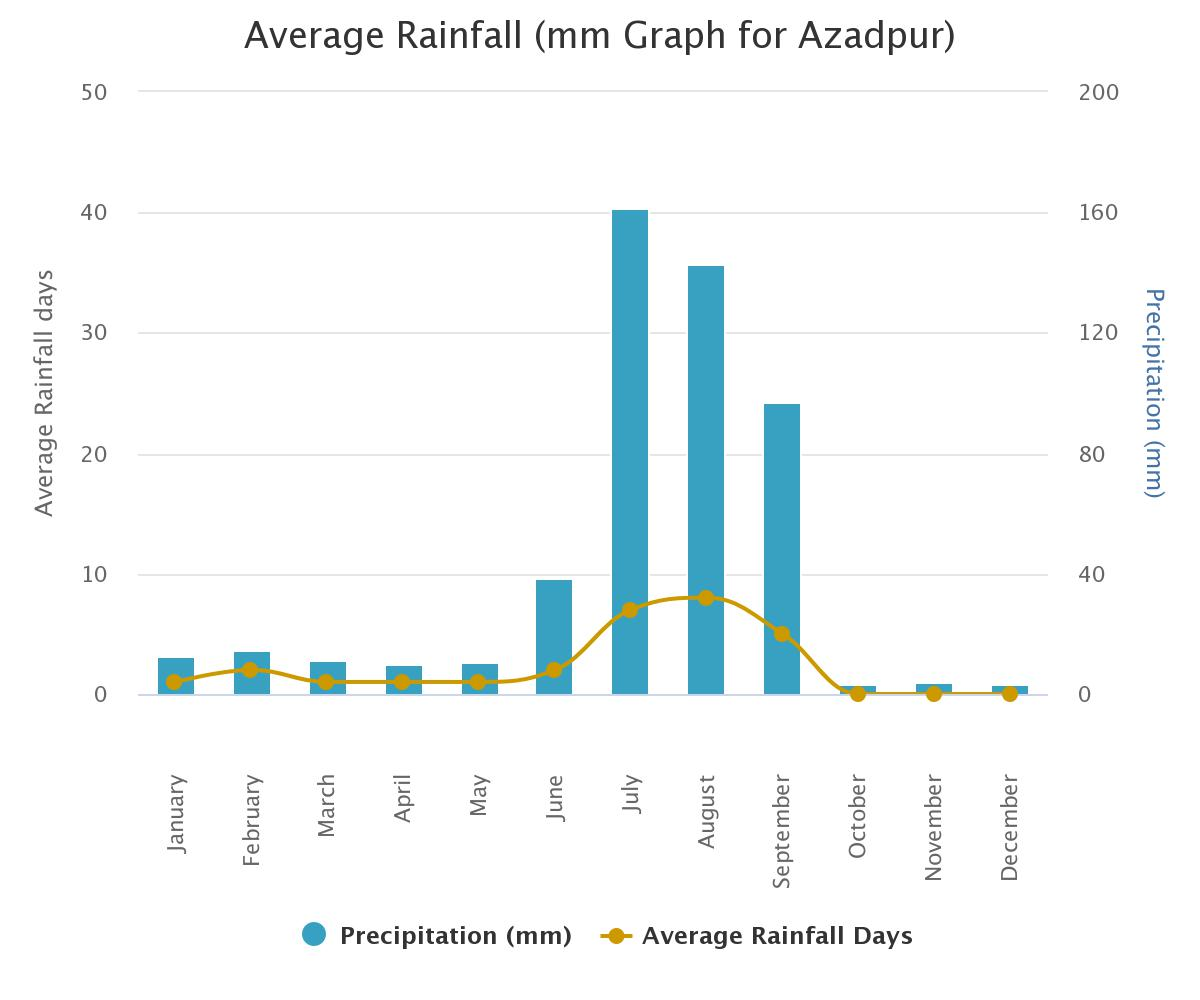 Average Rainfall (mm Graph for Azadpur)
50
40
30
20
10
0
Average Rainfall days
200
160
120
80
40
0
Precipitation (mm)
January
February
March
April
May
June
July
August
September
October
November
December
Precipitation (mm)
Average Rainfall Days